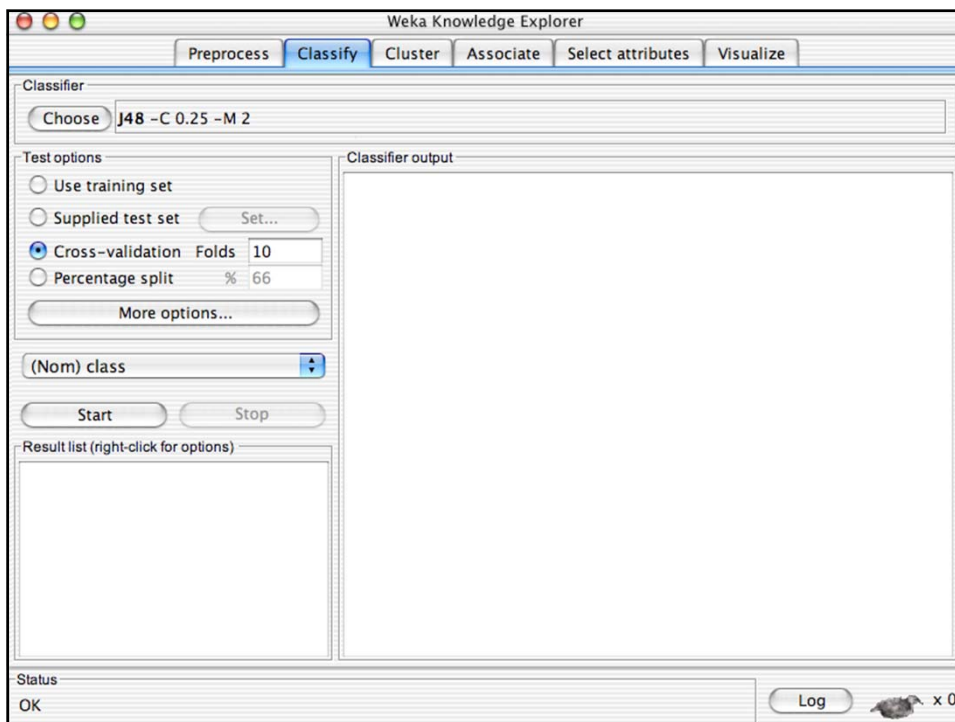 Weka Knowledge Explorer
Preprocess Classify Cluster Associate Select attributes Visualize
Classifier
Choose J48 -C 0.25 -M 2
Test options
Use training set
Supplied test set Set...
Cross-validation Folds 10
Percentage split % 66
More options...
(Nom) class
Start Stop
Result list (right-click for options)
Classifier output
Status
OK
Log x 0